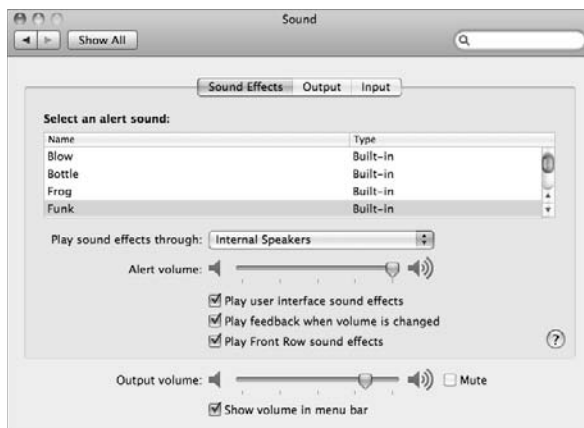 Sound
Show All
Sound Effects Output Input
Select an alert sound:
Name Type
Blow Built-in
Bottle Built-in
Frog Built-in
Funk Built-in
Play sound effects through: Internal Speakers
Alert volume:
Play user interface sound effects
Play feedback when volume is changed
Play Front Row sound effects
?
Output volume: Mute
Show volume in menu bar